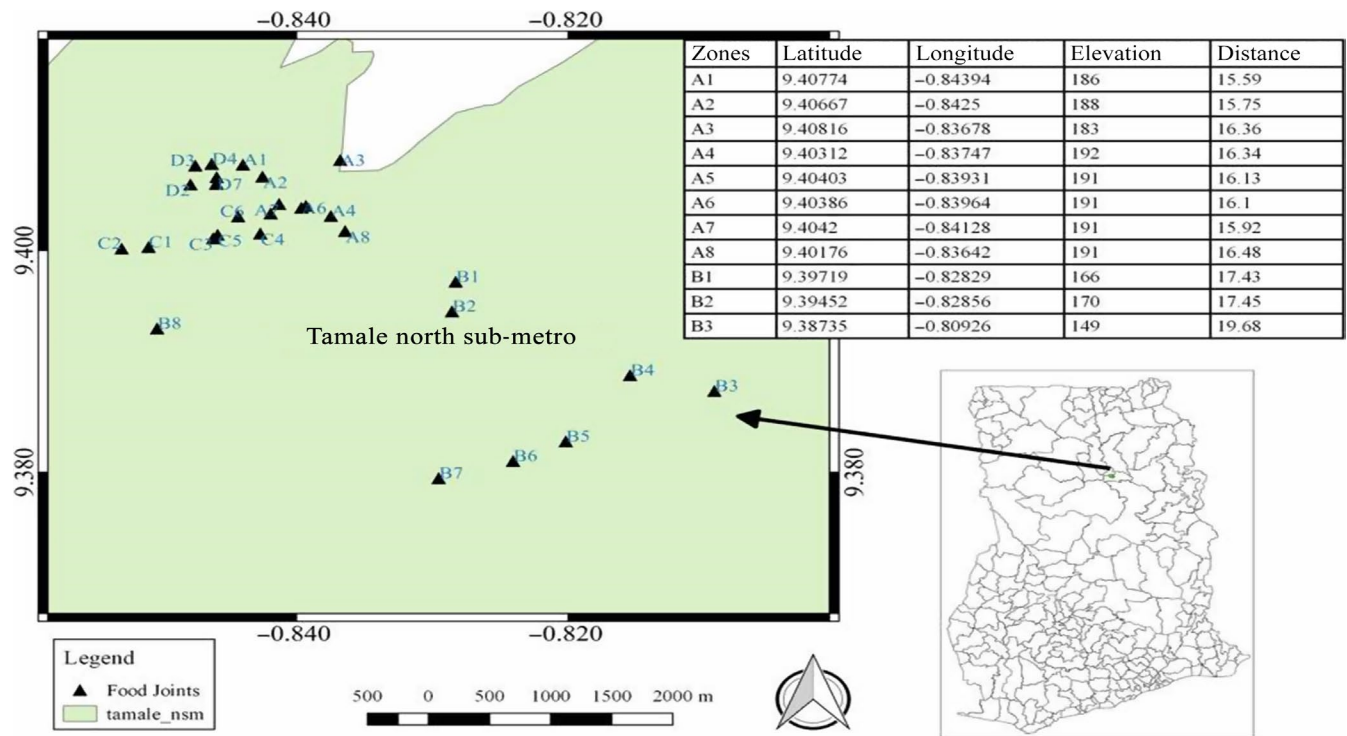 −0.840 −0.820
Zones Latitude Longitude Elevation Distance
A1 9.40774 −0.84394 186 15.59
A2 9.40667 −0.8425 188 15.75
A3 9.40816 −0.83678 183 16.36
A4 9.40312 −0.83747 192 16.34
A5 9.40403 −0.83931 191 16.13
A6 9.40386 −0.83964 191 16.1
A7 9.4042 −0.84128 191 15.92
A8 9.40176 −0.83642 191 16.48
B1 9.39719 −0.82829 166 17.43
B2 9.39452 −0.82856 170 17.45
B3 9.38735 −0.80926 149 19.68
D3 D4 A1 A3
D2 D7 A2
C6 A6 A4
C2 C1 C3 C5 C4 A8
9.400
B1
B2
B8
Tamale north sub-metro
B4 B3
B5
B6
B7
9.380 9.380
−0.840 −0.820
Legend
Food Joints
tamale_nsm
500 0 500 1000 1500 2000 m